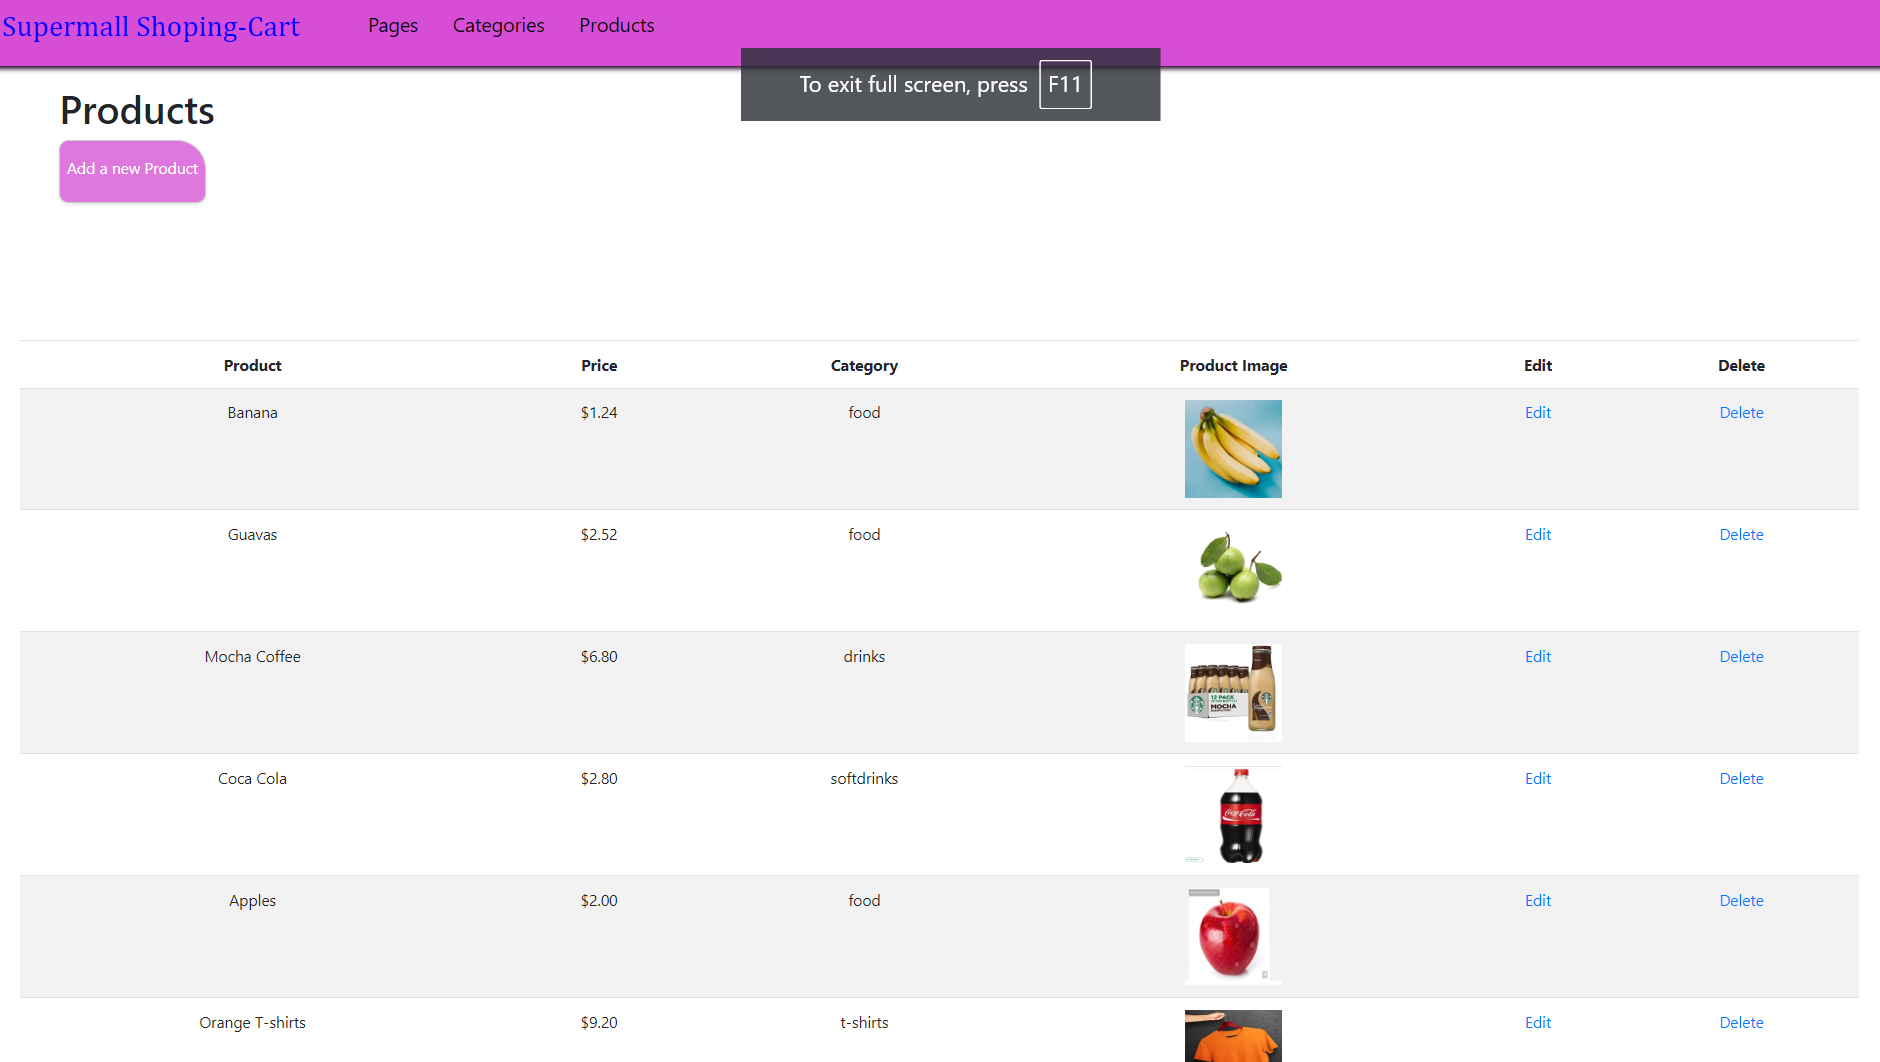 Supermall Shoping-Cart Pages Categories Products
To exit full screen, press F11
Products
Add a new Product
Product Price Category Product Image Edit Delete
Banana $1.24 food Edit Delete
Guavas $2.52 food Edit Delete
Mocha Coffee $6.80 drinks Edit Delete
12 PACK
MOCHA
Coca Cola $2.80 softdrinks Edit Delete
Coca-Cola
Apples $2.00 food Edit Delete
Orange T-shirts $9.20 t-shirts Edit Delete